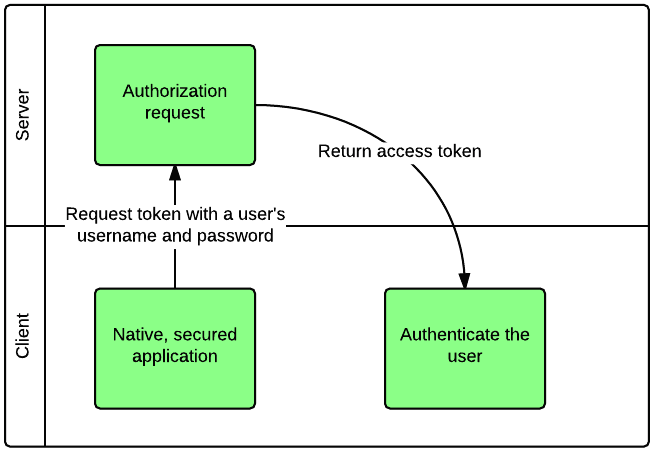 Server
Authorization
request
Return access token
Request token with a user's
username and password
Client
Native, secured
application
Authenticate the
user